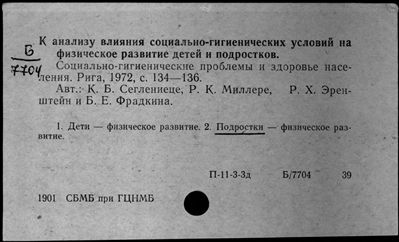 Б
7704
К анализу влияния социально-гигиенических условий на
физическое развитие детей и подростков.
Социально-гигиенические проблемы и здоровье насе-
ления. Рига, 1972, с. 134—136.
Авт.: К. Б. Сеглениеце, Р. К. Миллере, Р. Х. Эрен-
штейн и Б. Е. Фрадкина.
1. Дети — физическое развитие. 2. Подростки — физическое раз-
витие.
П-11-3-3д Б/7704 39
1901 СБМБ при ГЦНМБ